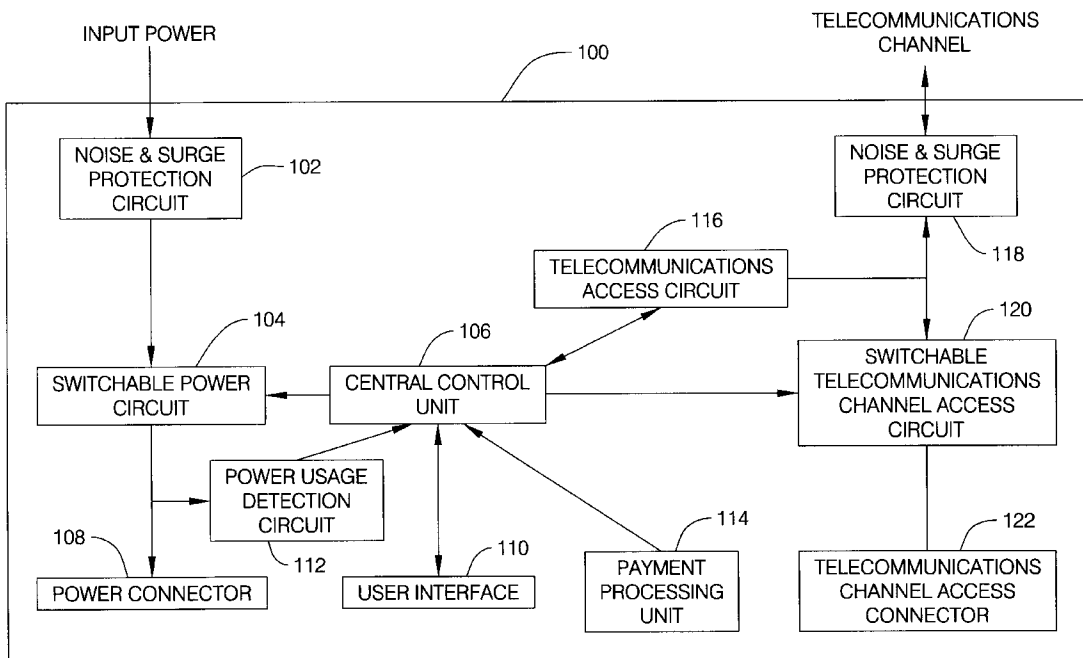 INPUT POWER
TELECOMMUNICATIONS
CHANNEL
100
NOISE & SURGE
PROTECTION
CIRCUIT
102
NOISE & SURGE
PROTECTION
CIRCUIT
118
116
TELECOMMUNICATIONS
ACCESS CIRCUIT
104
SWITCHABLE POWER
CIRCUIT
106
CENTRAL CONTROL
UNIT
120
SWITCHABLE
TELECOMMUNICATIONS
CHANNEL ACCESS
CIRCUIT
POWER USAGE
DETECTION
CIRCUIT
112
108
POWER CONNECTOR
110
USER INTERFACE
114
PAYMENT
PROCESSING
UNIT
122
TELECOMMUNICATIONS
CHANNEL ACCESS
CONNECTOR